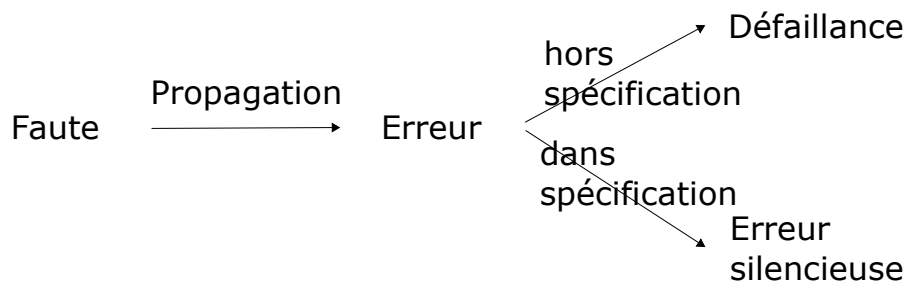 Défaillance
hors
spécification
Propagation
Faute
Erreur
dans
spécification
Erreur
silencieuse